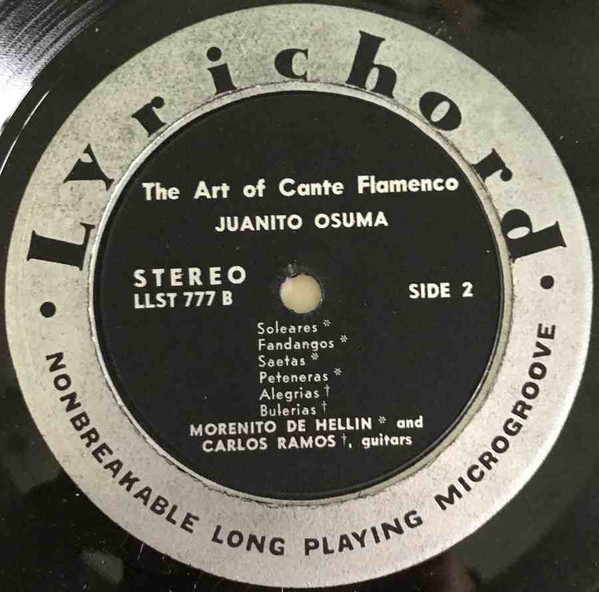 Lyrichord
The Art of Cante Flamenco
JUANITO OSUMA
STEREO
LLST 777 B
SIDE 2
Soleares *
Fandangos *
Saetas *
Peteneras *
Alegrias †
Bulerias †
MORENITO DE HELLIN * and
CARLOS RAMOS †, guitars
• NONBREAKABLE LONG PLAYING MICROGROOVE •